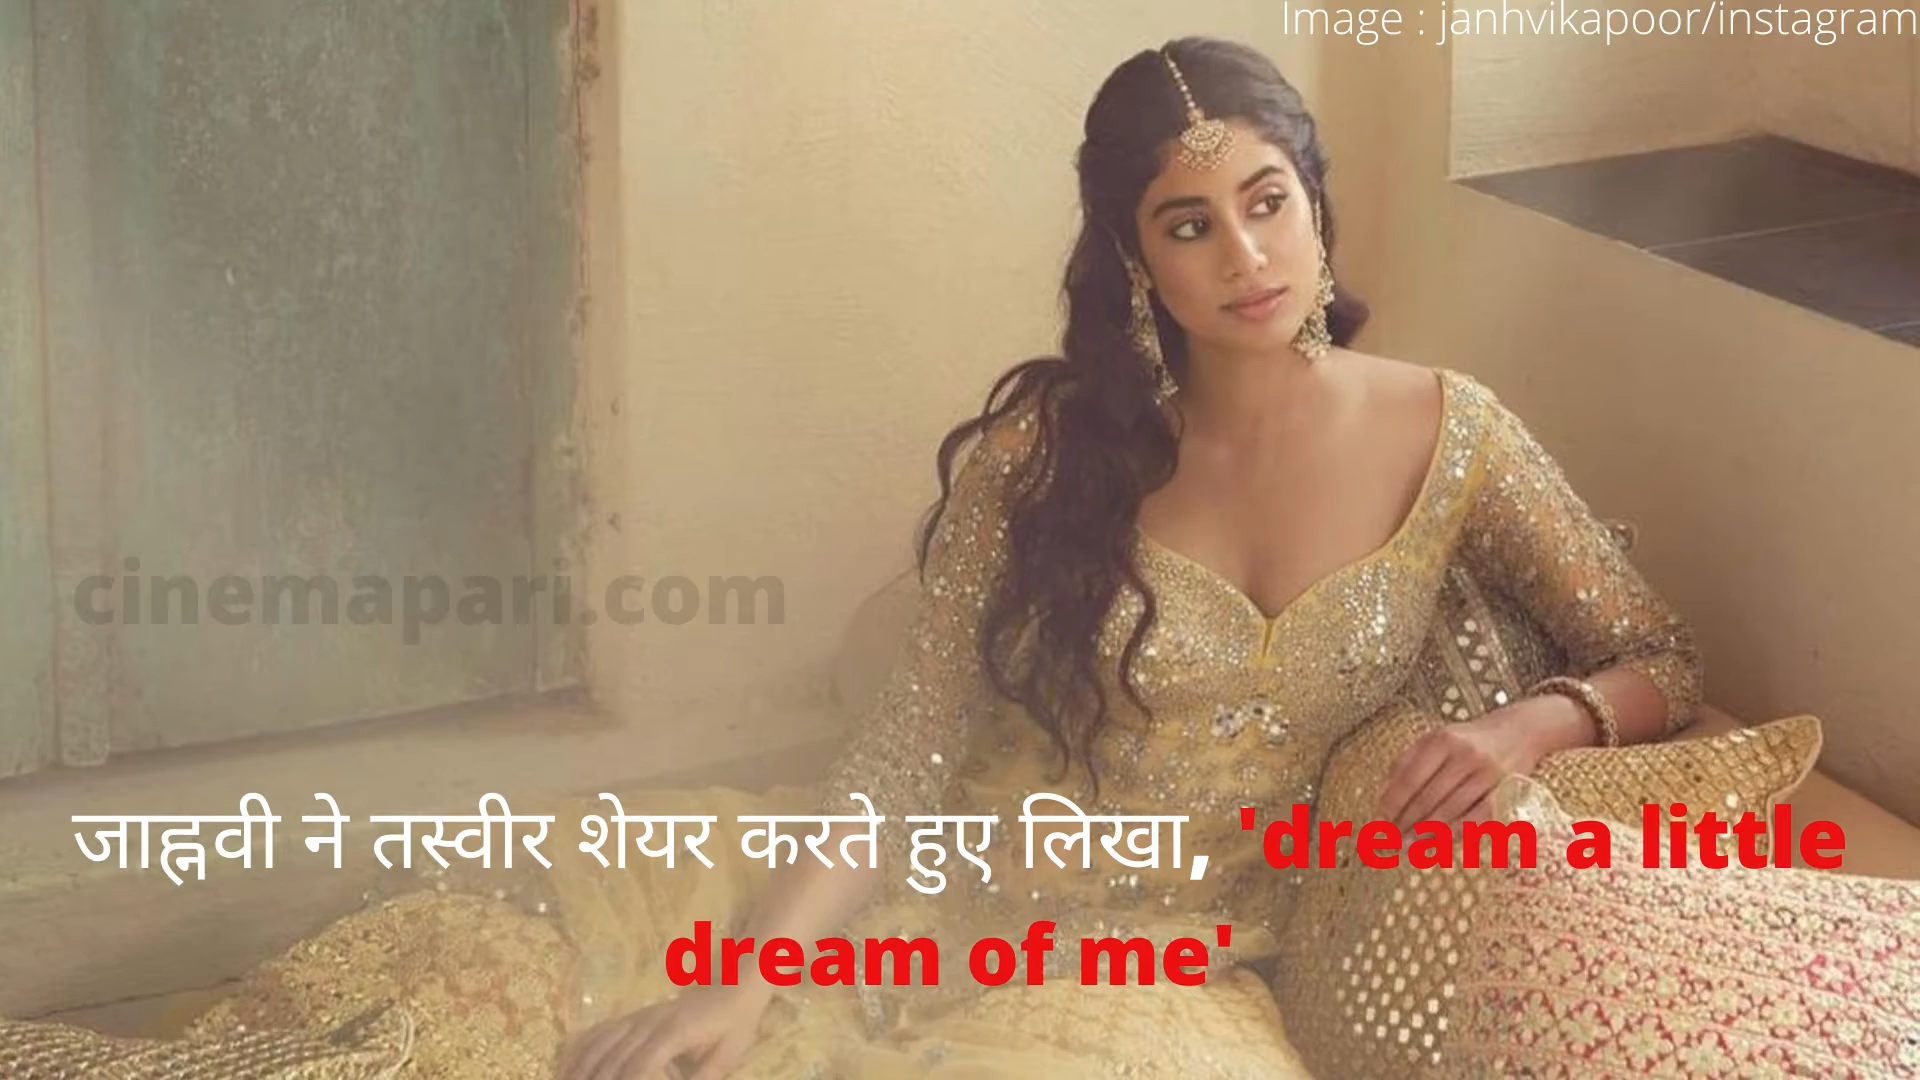 Image : janhvikapoor/instagram
cinemapari.com
जाह्नवी ने तस्वीर शेयर करते हुए लिखा, 'dream a little
dream of me'